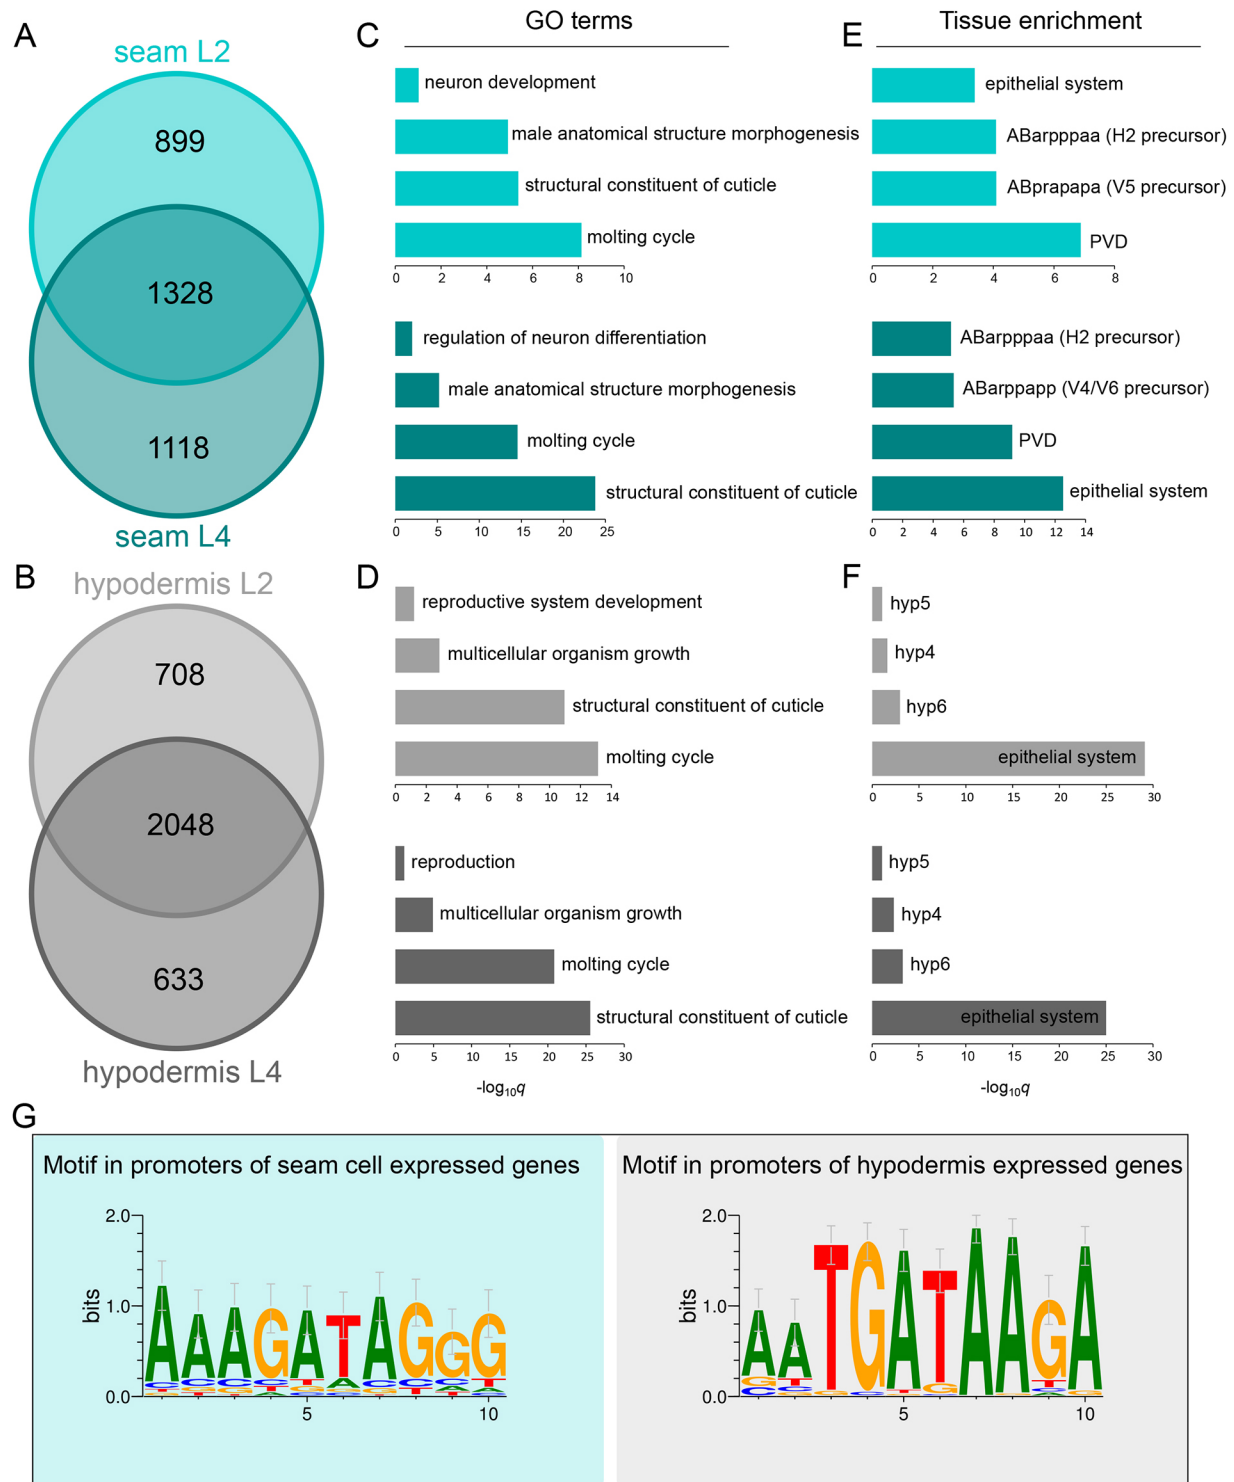 A
seam L2
899
1328
1118
seam L4
B
hypodermis L2
708
2048
633
hypodermis L4
C
GO terms
neuron development
male anatomical structure morphogenesis
structural constituent of cuticle
molting cycle
0 2 4 6 8 10
regulation of neuron differentiation
male anatomical structure morphogenesis
molting cycle
structural constituent of cuticle
0 5 10 15 20 25
D
reproductive system development
multicellular organism growth
structural constituent of cuticle
molting cycle
0 2 4 6 8 10 12 14
reproduction
multicellular organism growth
molting cycle
structural constituent of cuticle
0 5 10 15 20 25 30
-log₁₀q
E
Tissue enrichment
epithelial system
ABarpppaa (H2 precursor)
ABprapapa (V5 precursor)
PVD
0 2 4 6 8
ABarpppaa (H2 precursor)
ABarppapp (V4/V6 precursor)
PVD
epithelial system
0 2 4 6 8 10 12 14
F
hyp5
hyp4
hyp6
epithelial system
0 5 10 15 20 25 30
hyp5
hyp4
hyp6
epithelial system
0 5 10 15 20 25 30
-log₁₀q
G
Motif in promoters of seam cell expressed genes
2.0
1.0
0.0
bits
AAAGATAGGG
5 10
Motif in promoters of hypodermis expressed genes
2.0
1.0
0.0
bits
AATGATAAGA
5 10